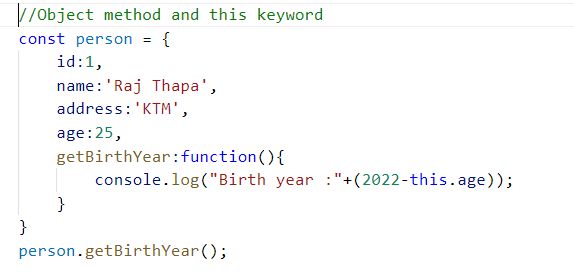 //Object method and this keyword
const person = {
    id:1,
    name:'Raj Thapa',
    address:'KTM',
    age:25,
    getBirthYear:function(){
        console.log("Birth year :"+(2022-this.age));
    }
}
person.getBirthYear();